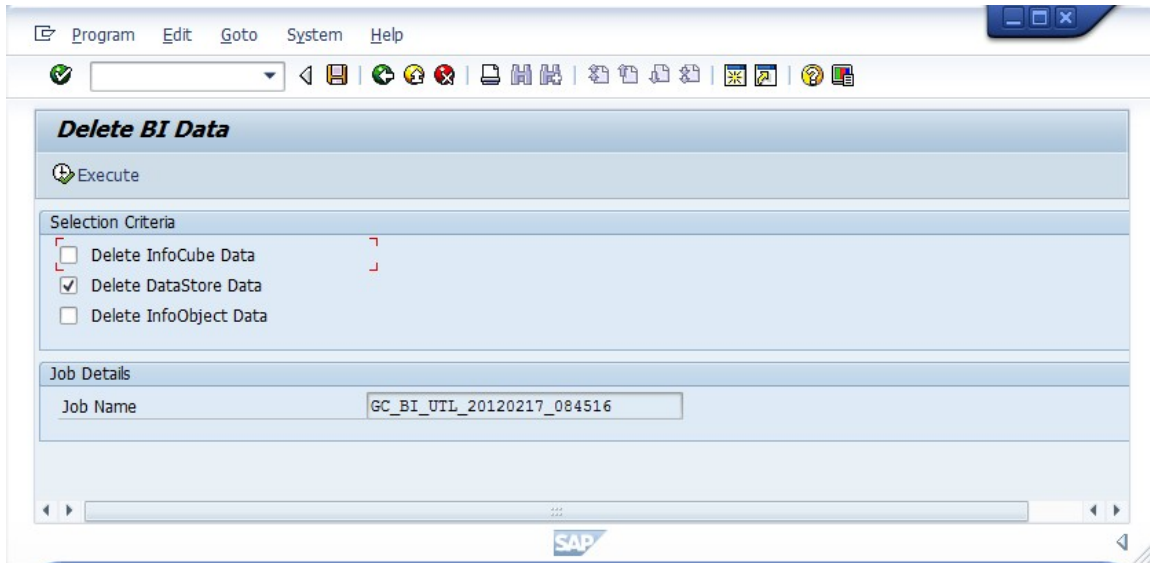 Program Edit Goto System Help
Delete BI Data
Execute
Selection Criteria
Delete InfoCube Data
Delete DataStore Data
Delete InfoObject Data
Job Details
Job Name GC_BI_UTL_20120217_084516
SAP